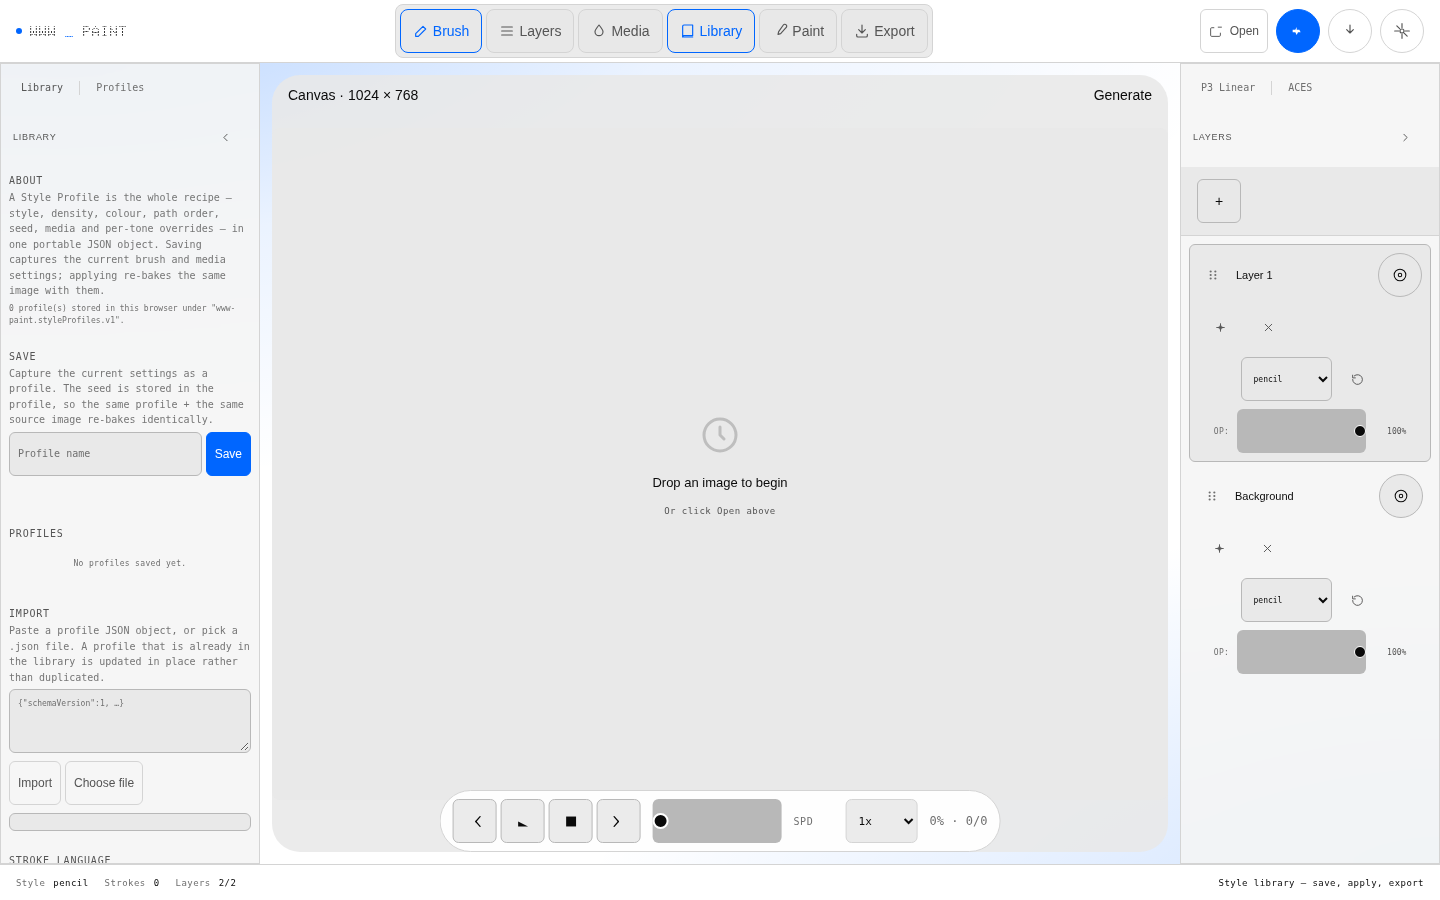 WWW _ PAINT
Brush
Layers
Media
Library
Paint
Export
Open
Library
Profiles
LIBRARY
ABOUT
A Style Profile is the whole recipe —
style, density, colour, path order,
seed, media and per-tone overrides — in
one portable JSON object. Saving
captures the current brush and media
settings; applying re-bakes the same
image with them.
0 profile(s) stored in this browser under "www-
paint.styleProfiles.v1".
SAVE
Capture the current settings as a
profile. The seed is stored in the
profile, so the same profile + the same
source image re-bakes identically.
Profile name
Save
PROFILES
No profiles saved yet.
IMPORT
Paste a profile JSON object, or pick a
.json file. A profile that is already in
the library is updated in place rather
than duplicated.
{"schemaVersion":1, …}
Import
Choose file
STROKE LANGUAGE
Canvas · 1024 × 768
Generate
Drop an image to begin
Or click Open above
SPD
1x
0% · 0/0
P3 Linear
ACES
LAYERS
+
Layer 1
pencil
OP:
100%
Background
pencil
OP:
100%
Style pencil
Strokes 0
Layers 2/2
Style library — save, apply, export